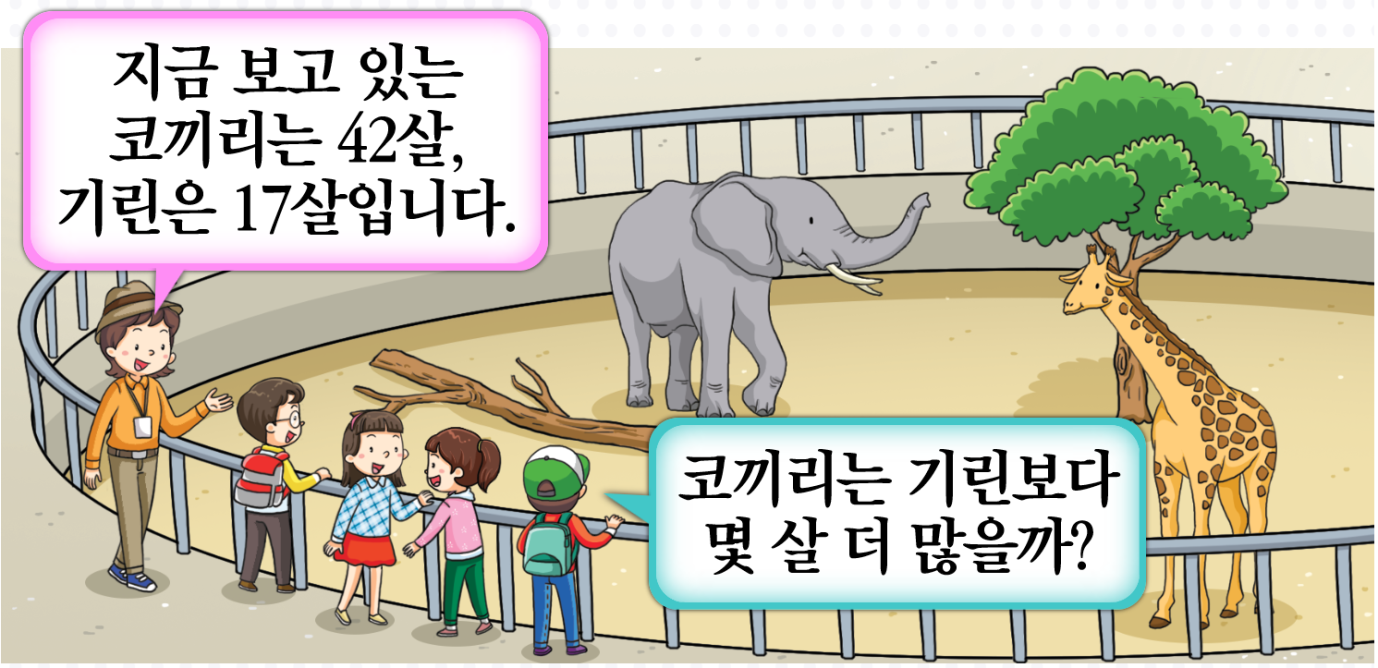 지금 보고 있는
코끼리는 42살,
기린은 17살입니다.
코끼리는 기린보다
몇 살 더 많을까?